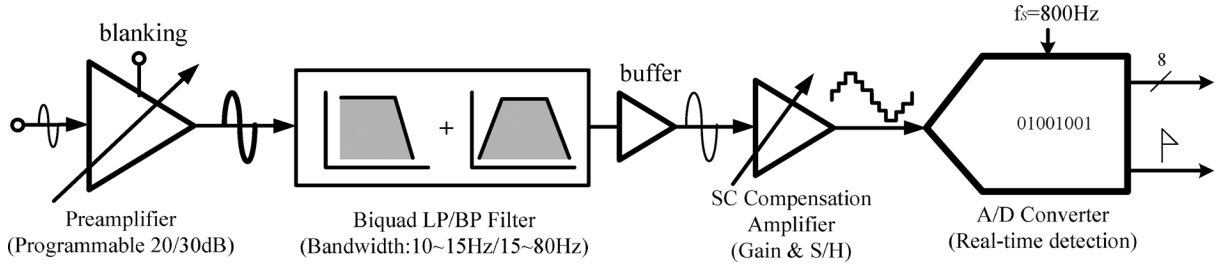 blanking
Preamplifier
(Programmable 20/30dB)
+
Biquad LP/BP Filter
(Bandwidth:10~15Hz/15~80Hz)
buffer
SC Compensation
Amplifier
(Gain & S/H)
fs=800Hz
01001001
8
A/D Converter
(Real-time detection)